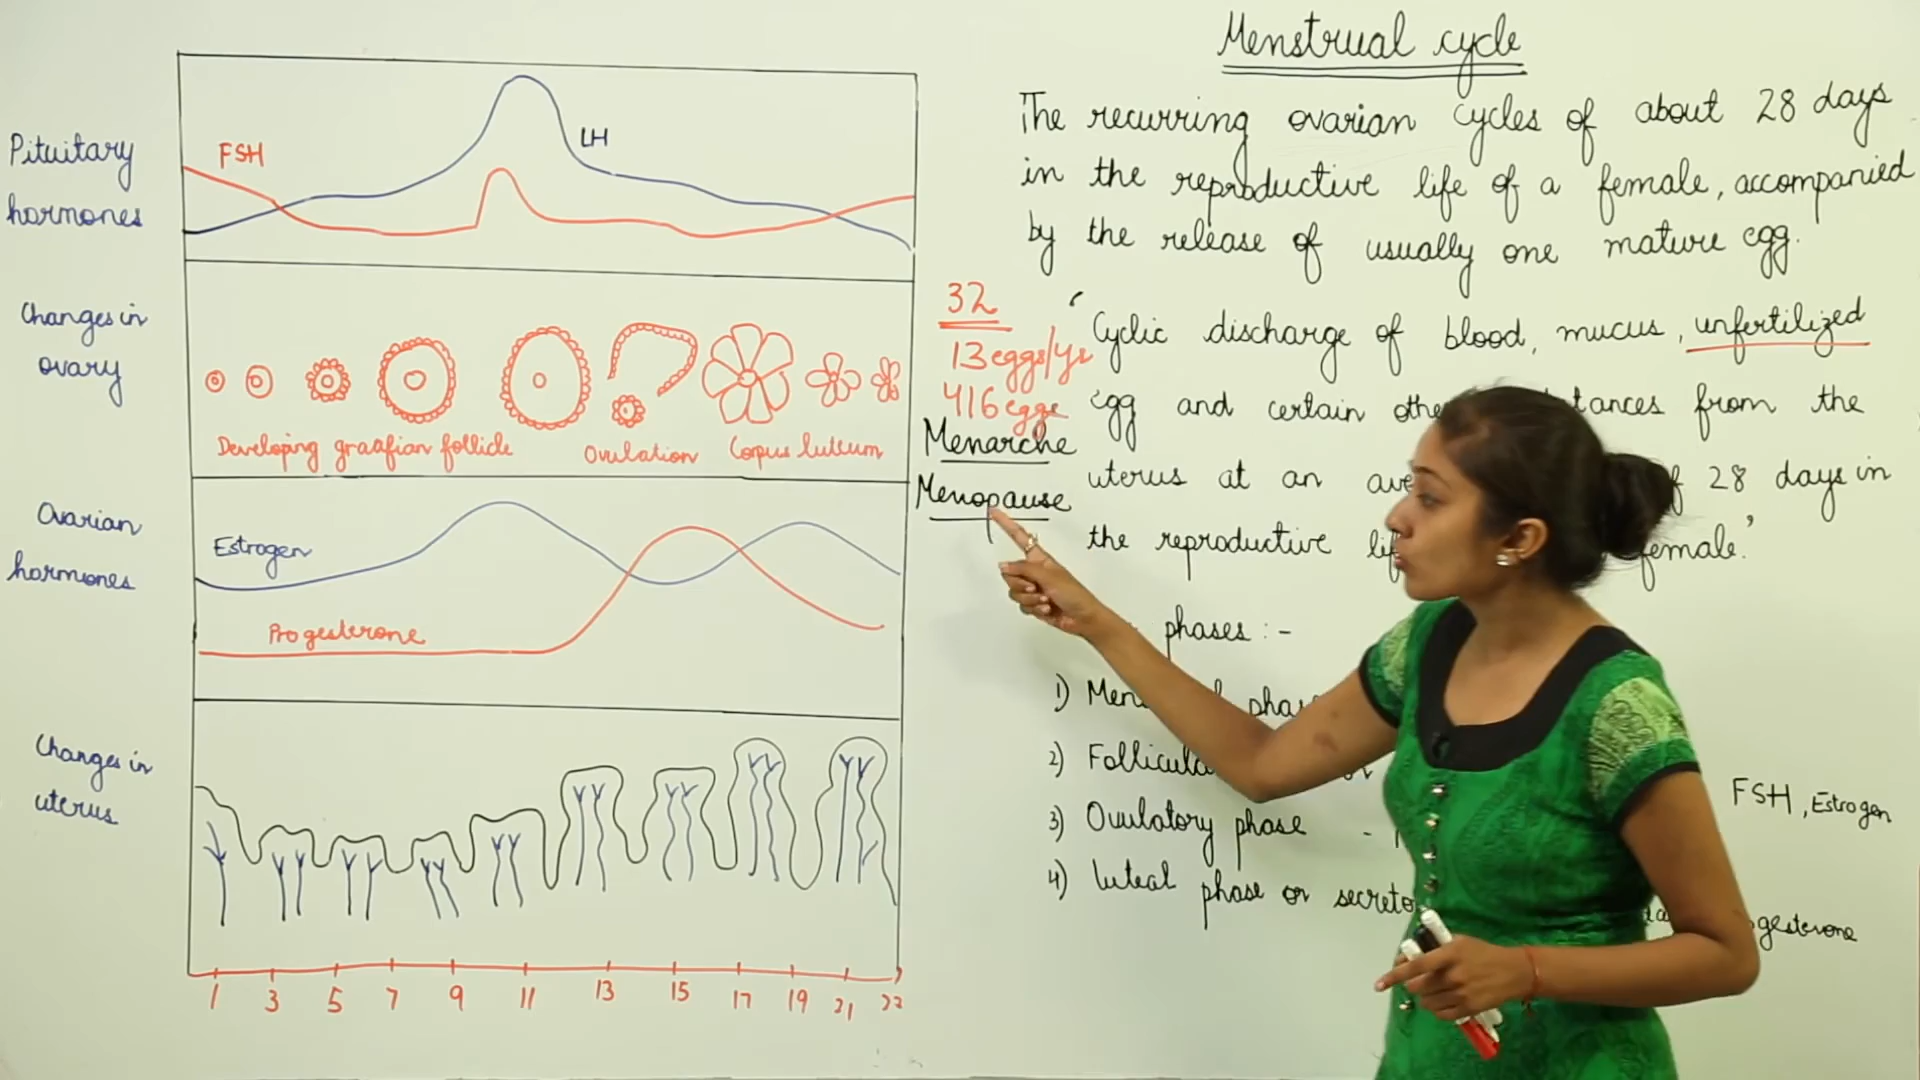 Menstrual cycle
The recurring ovarian cycles of about 28 days
in the reproductive life of a female, accompanied
by the release of usually one mature egg.
'Cyclic discharge of blood, mucus, unfertilized
egg and certain
from the
uterus at an
28 days in
the reproductive
female.'
phases :-
1)
2)
3) Ovulatory phase -
4) luteal phase or
FSH, Estrogen
32
13 eggs/yr
416 eggs
Menarche
Menopause
Pituitary
hormones
FSH
LH
Changes in
ovary
Developing graafian follicle
Ovulation
Corpus luteum
Ovarian
hormones
Estrogen
Progesterone
Changes in
uterus
1 3 5 7 9 11 13 15 17 19 21